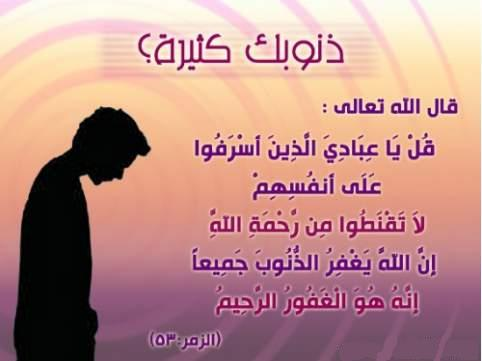 ذنوبك كثيرة؟
قال الله تعالى :
قُلْ يَا عِبَادِيَ الَّذِينَ أَسْرَفُوا
عَلَى أَنفُسِهِمْ
لاَ تَقْنَطُوا مِن رَّحْمَةِ اللَّهِ
إِنَّ اللَّهَ يَغْفِرُ الذُّنُوبَ جَمِيعاً
إِنَّهُ هُوَ الْغَفُورُ الرَّحِيمُ
(الزمر:٥٣)